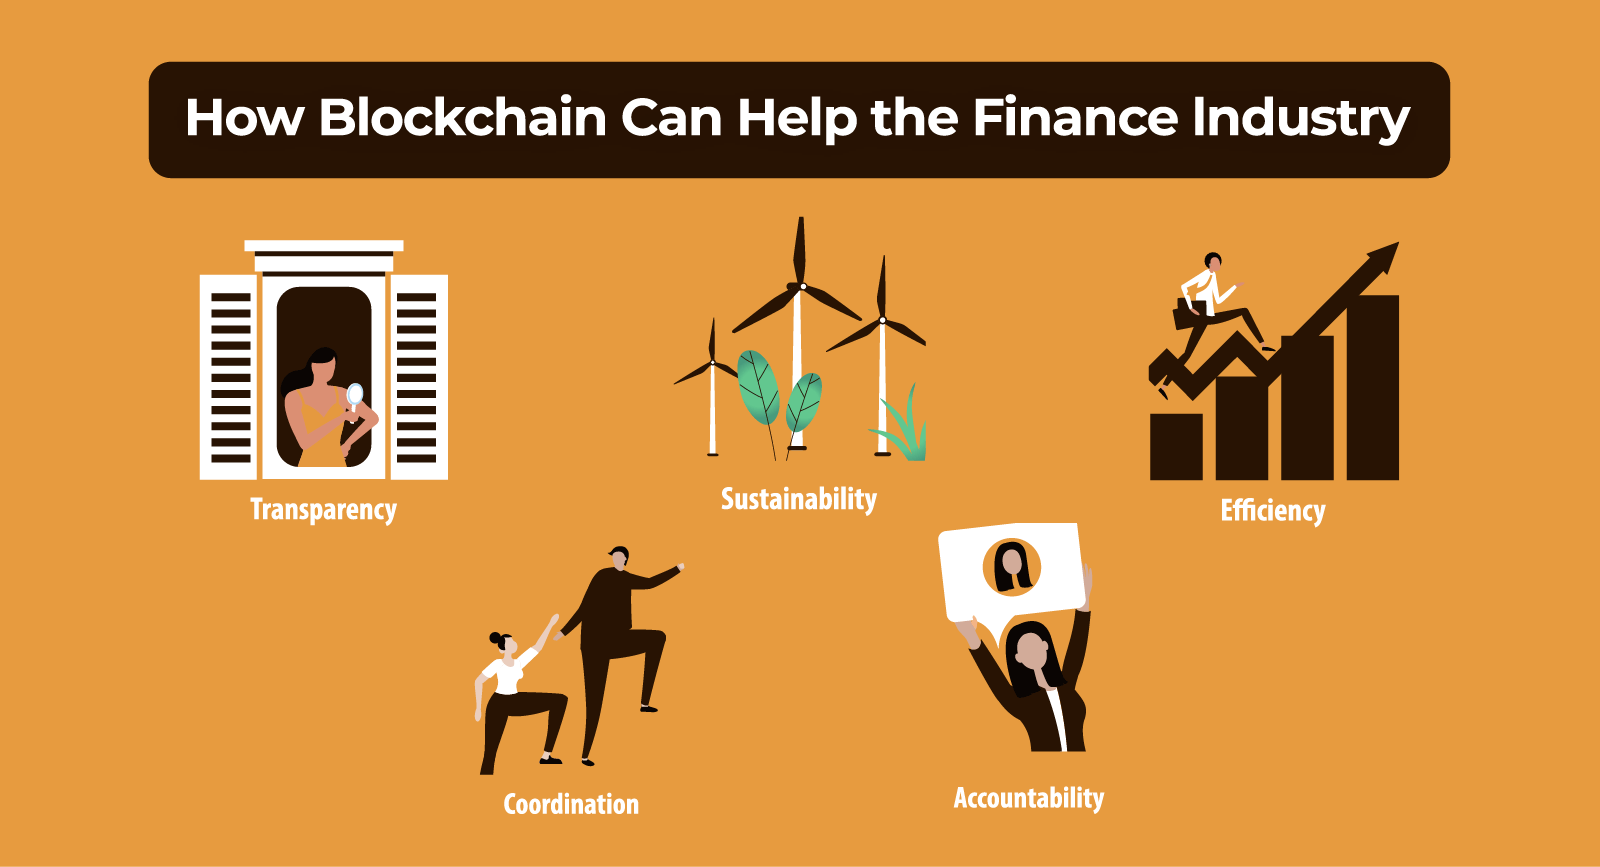 How Blockchain Can Help the Finance Industry
Transparency
Sustainability
Efficiency
Coordination
Accountability